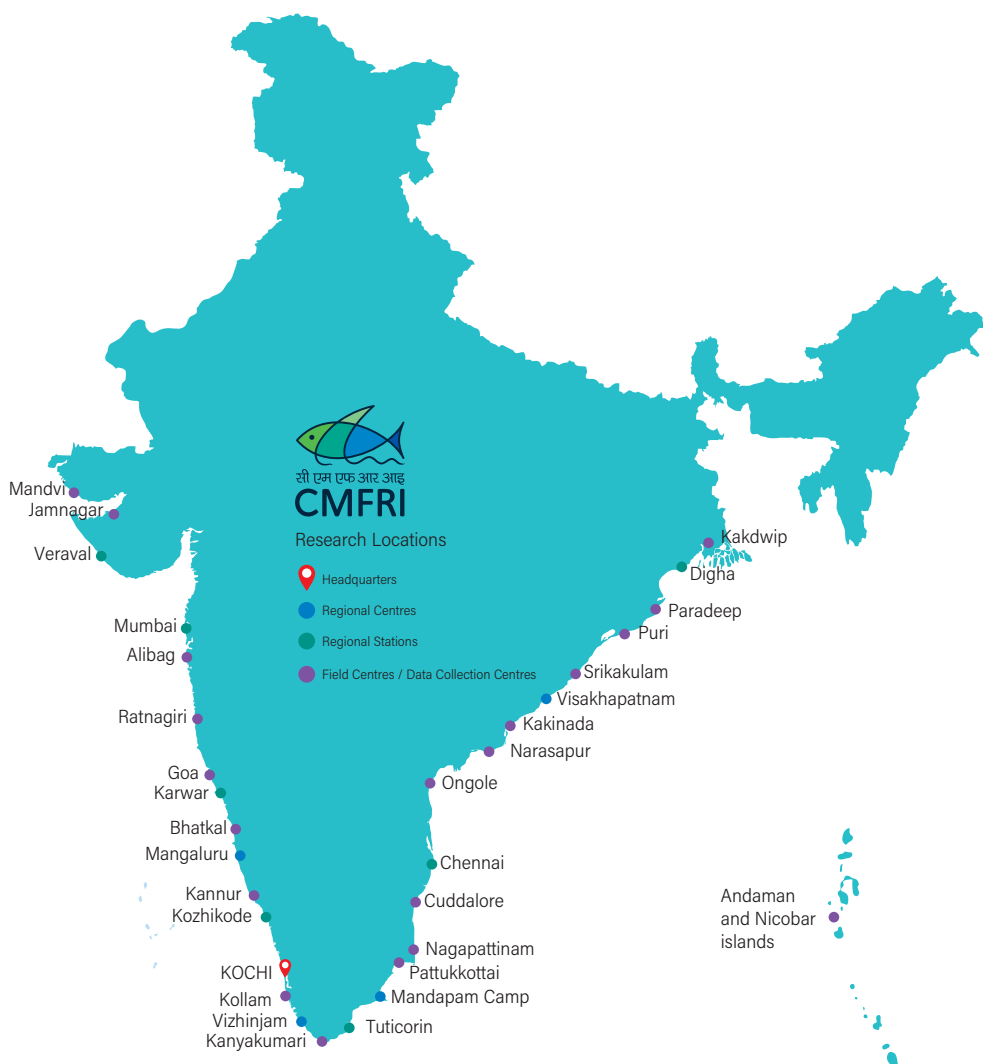 सी एम एफ आर आइ
CMFRI
Research Locations
Headquarters
Regional Centres
Regional Stations
Field Centres / Data Collection Centres
Mandvi
Jamnagar
Veraval
Mumbai
Alibag
Ratnagiri
Goa
Karwar
Bhatkal
Mangaluru
Kannur
Kozhikode
KOCHI
Kollam
Vizhinjam
Kanyakumari
Kakdwip
Digha
Paradeep
Puri
Srikakulam
Visakhapatnam
Kakinada
Narasapur
Ongole
Chennai
Cuddalore
Nagapattinam
Pattukkottai
Mandapam Camp
Tuticorin
Andaman
and Nicobar
islands